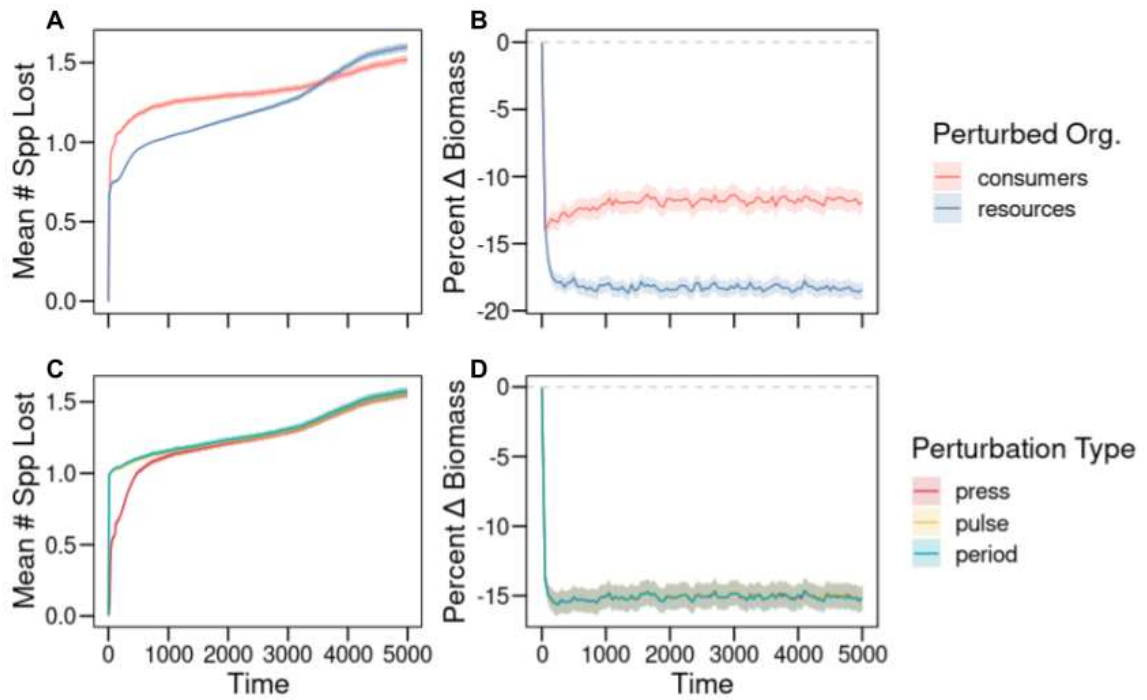 A
B
Mean # Spp Lost
1.5
1.0
0.5
0.0
Percent Δ Biomass
0
-5
-10
-15
-20
Perturbed Org.
consumers
resources
C
D
Mean # Spp Lost
1.5
1.0
0.5
0.0
0 1000 2000 3000 4000 5000
Time
Percent Δ Biomass
0
-5
-10
-15
0 1000 2000 3000 4000 5000
Time
Perturbation Type
press
pulse
period